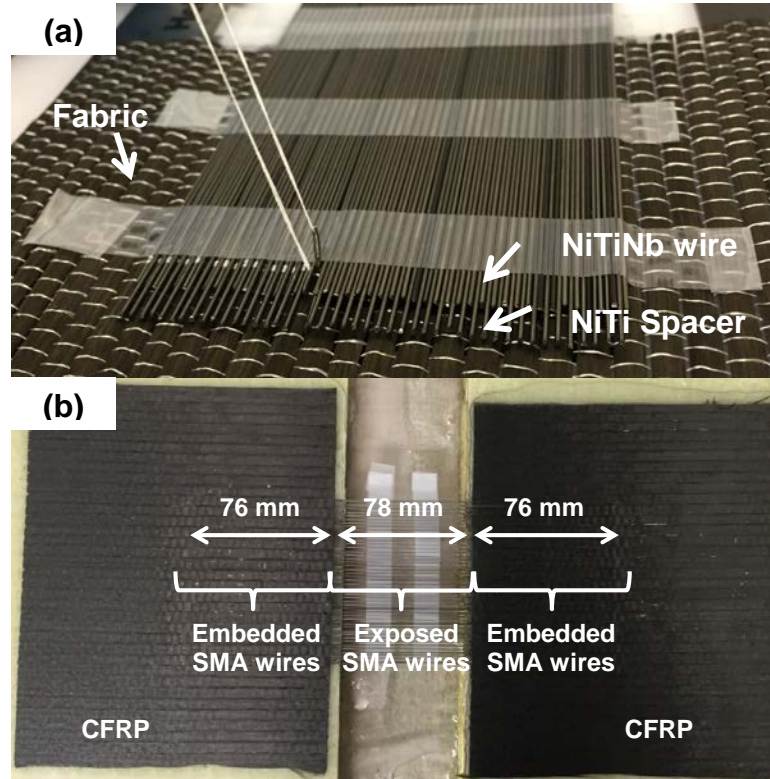 (a)
Fabric
NiTiNb wire
NiTi Spacer
(b)
76 mm 78 mm 76 mm
Embedded Exposed Embedded
SMA wires SMA wires SMA wires
CFRP CFRP